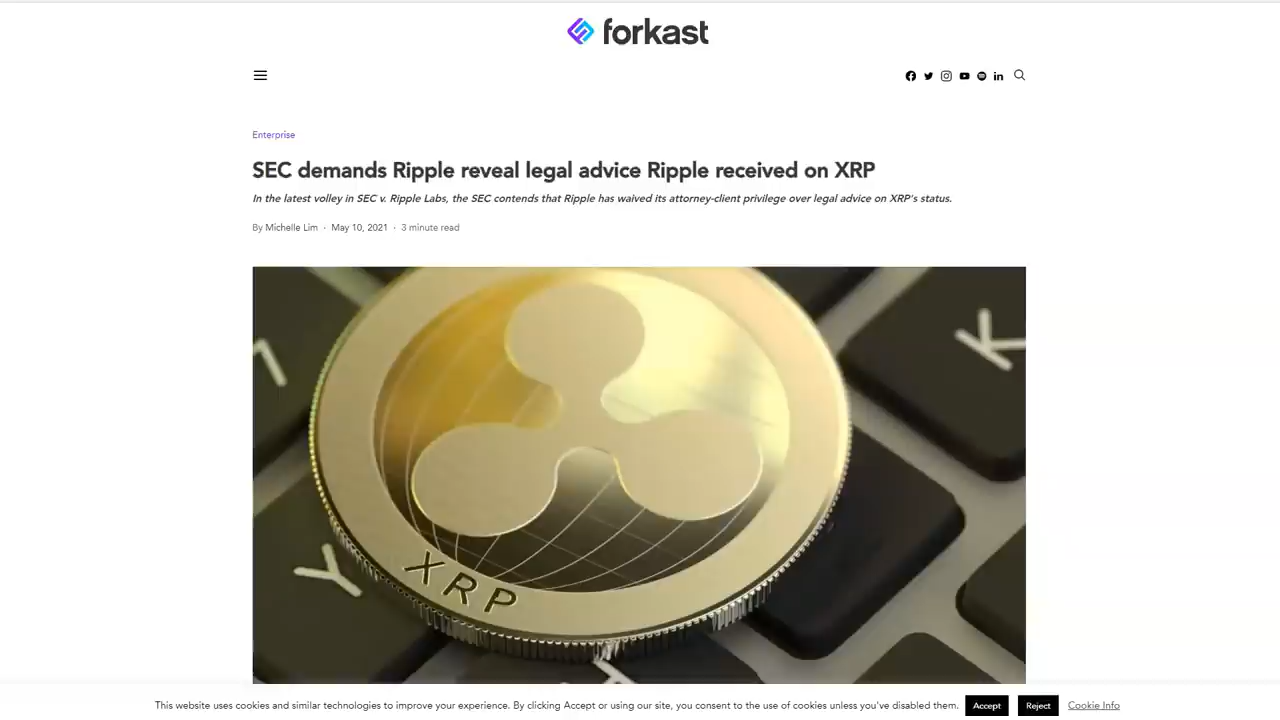 forkast
Enterprise
SEC demands Ripple reveal legal advice Ripple received on XRP
In the latest volley in SEC v. Ripple Labs, the SEC contends that Ripple has waived its attorney-client privilege over legal advice on XRP's status.
By Michelle Lim · May 10, 2021 · 3 minute read
K
Y
XRP
This website uses cookies and similar technologies to improve your experience. By clicking Accept or using our site, you consent to the use of cookies unless you've disabled them. Accept Reject Cookie Info